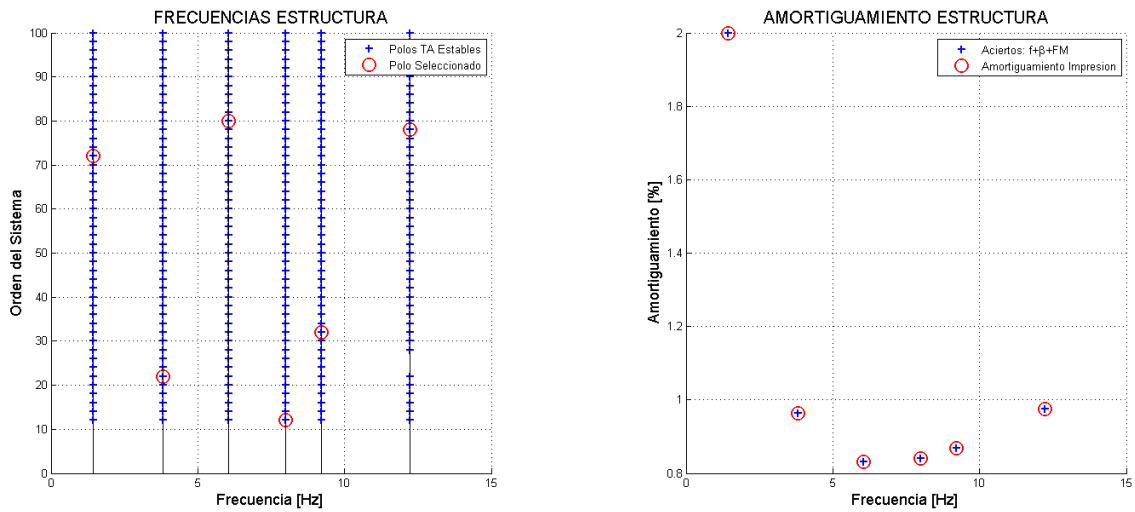 FRECUENCIAS ESTRUCTURA
100
90
80
70
60
50
40
30
20
10
0
Orden del Sistema
Polos TA Estables
Polo Seleccionado
0
5
10
15
Frecuencia [Hz]
AMORTIGUAMIENTO ESTRUCTURA
2
1.8
1.6
1.4
1.2
1
0.8
Amortiguamiento [%]
Aciertos: f+β+FM
Amortiguamiento Impresion
0
5
10
15
Frecuencia [Hz]